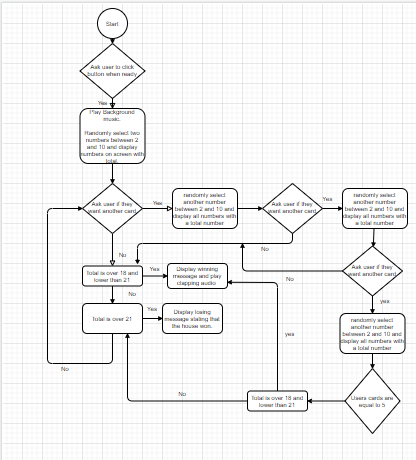 Start
Ask user to click
button when ready
Yes
Play Background
music.
Randomly select two
numbers between 2
and 10 and display
numbers on screen with
total.
Ask user if they
want another card
Yes
randomly select
another number
between 2 and 10 and
display all numbers with
a total number
Ask user if they
want another card
Yes
randomly select
another number
between 2 and 10 and
display all numbers with
a total number
No
No
Total is over 18 and
lower than 21
Yes
Display winning
message and play
clapping audio
No
Ask user if they
want another card
No
yes
Total is over 21
Yes
Display losing
message stating that
the house won.
randomly select
another number
between 2 and 10 and
display all numbers with
a total number
yes
No
No
Total is over 18 and
lower than 21
Users cards are
equal to 5